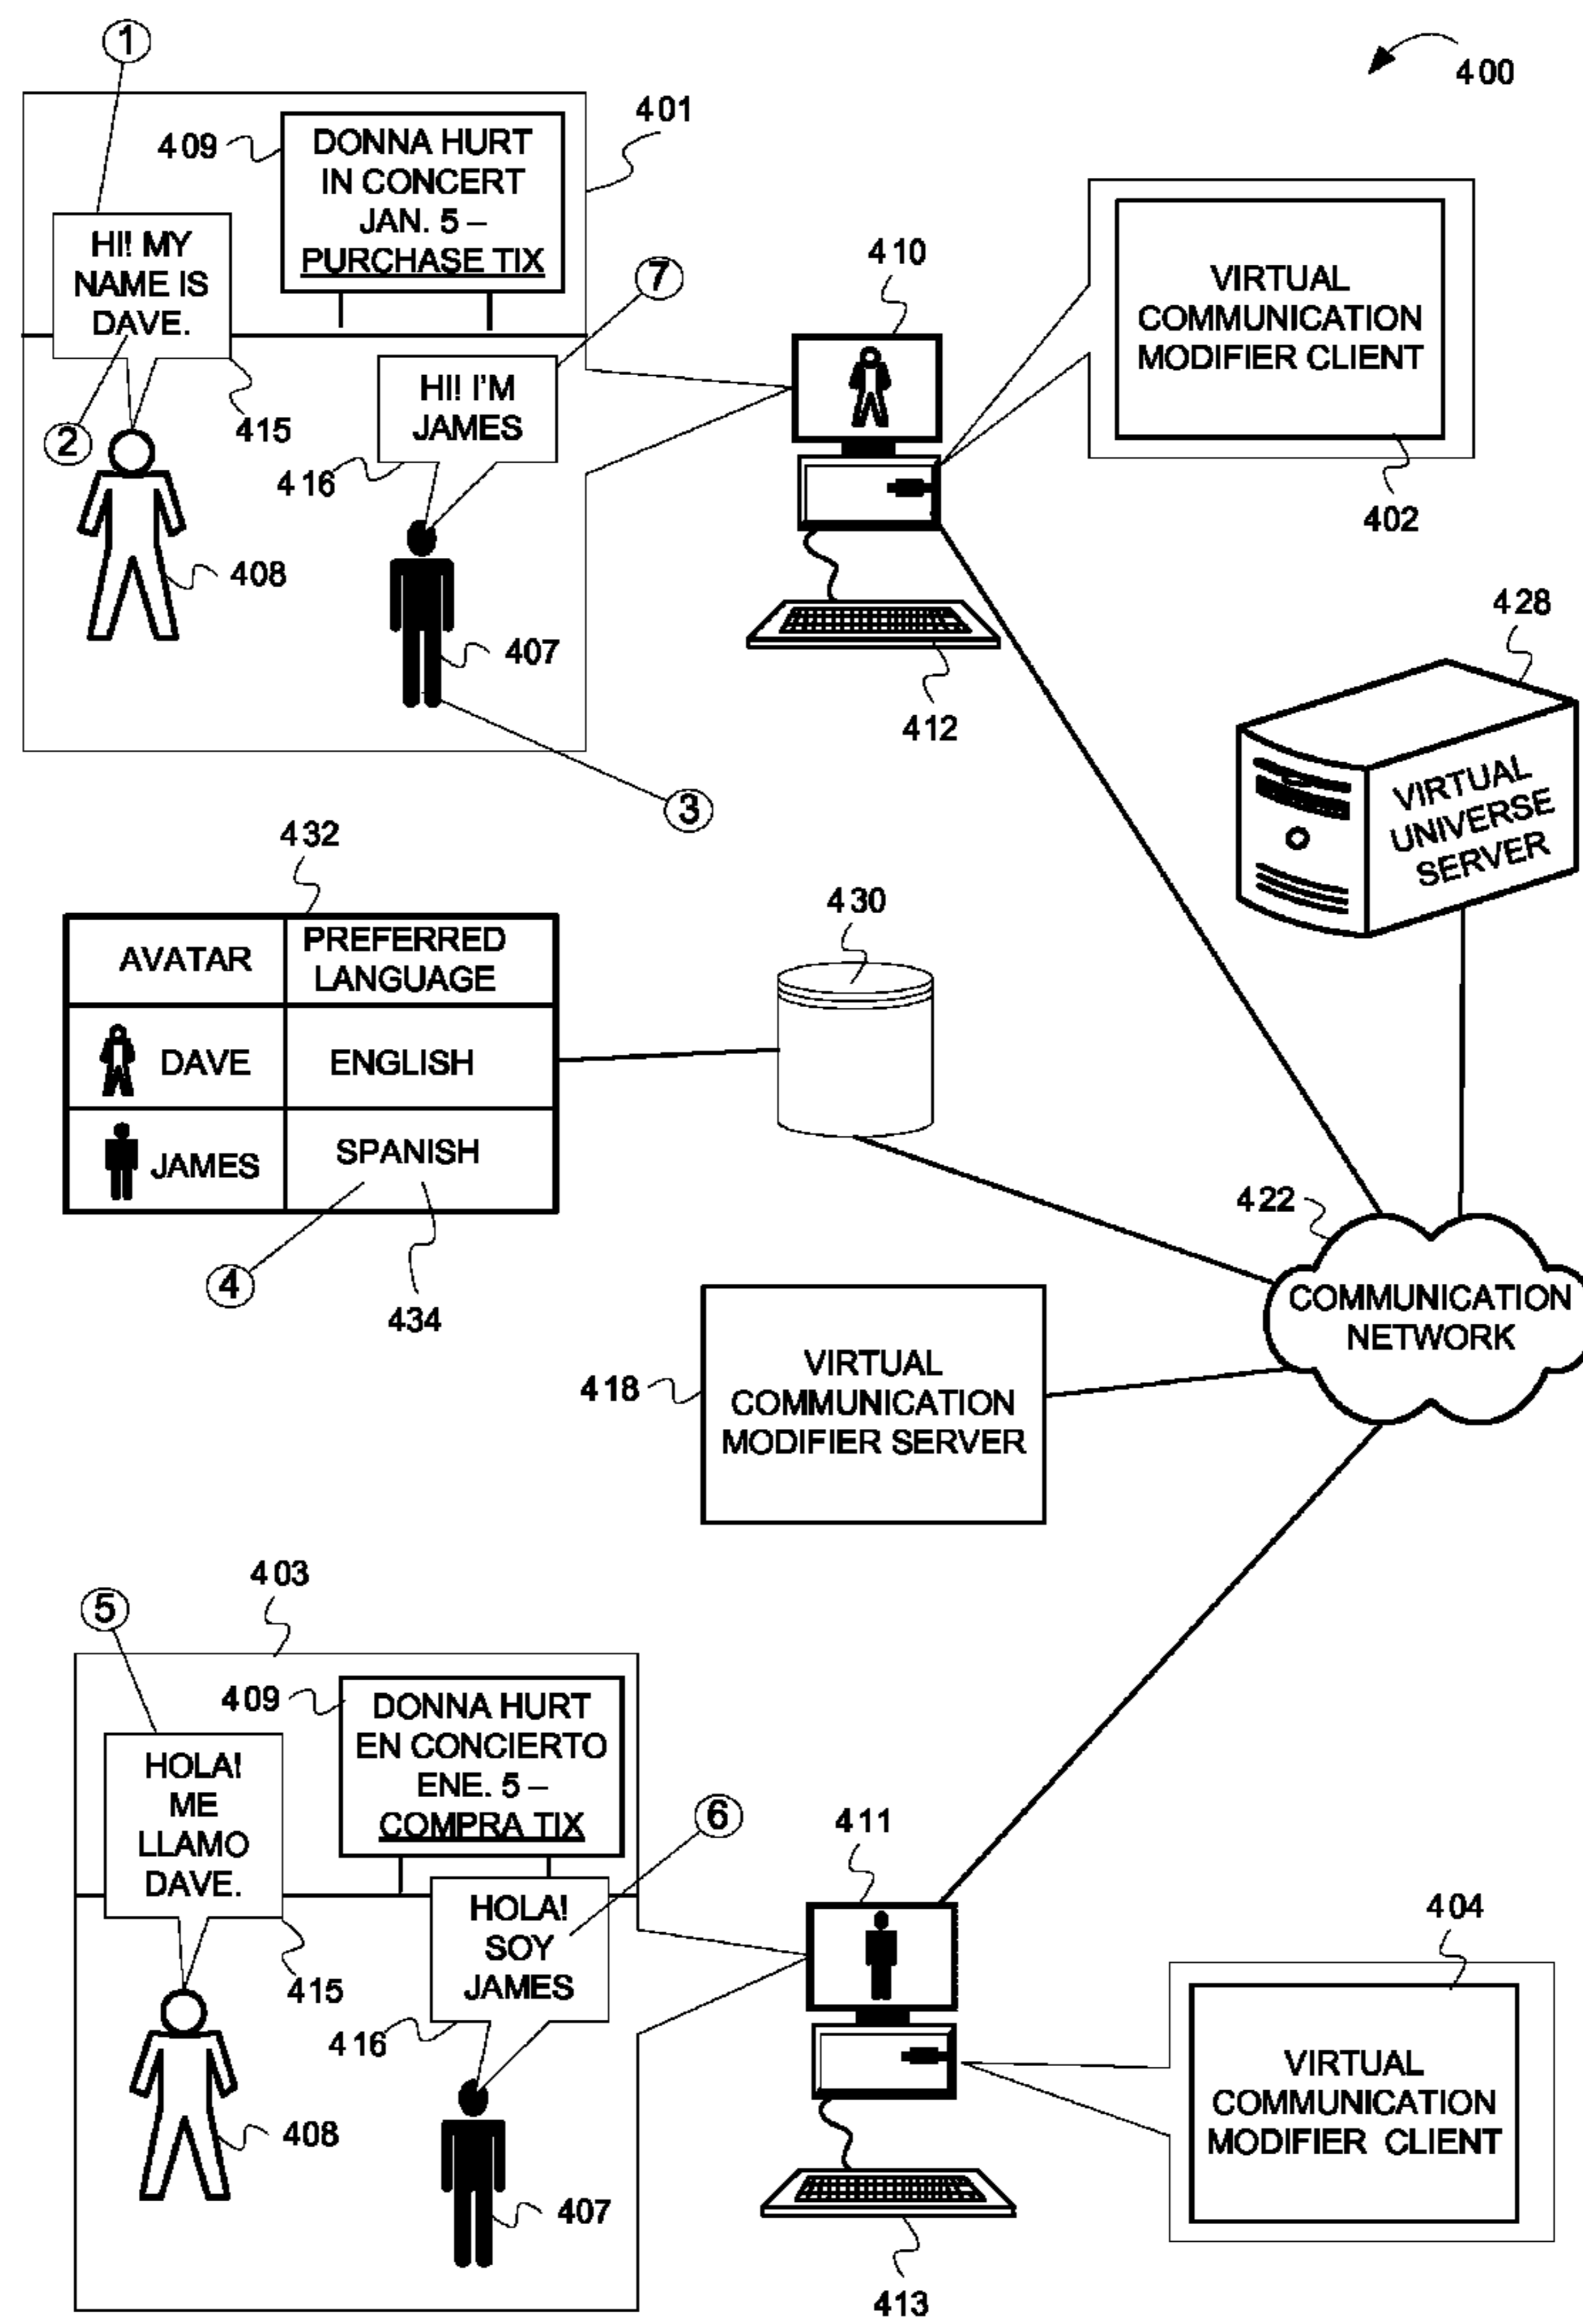 1
400
401
409
DONNA HURT
IN CONCERT
JAN. 5 –
PURCHASE TIX
HI! MY
NAME IS
DAVE.
7
410
VIRTUAL
COMMUNICATION
MODIFIER CLIENT
HI! I'M
JAMES
2
415
416
402
408
407
412
428
VIRTUAL
UNIVERSE
SERVER
3
432
430
AVATAR
PREFERRED
LANGUAGE
DAVE
ENGLISH
JAMES
SPANISH
4
434
422
COMMUNICATION
NETWORK
418
VIRTUAL
COMMUNICATION
MODIFIER SERVER
403
5
409
DONNA HURT
EN CONCIERTO
ENE. 5 –
COMPRA TIX
HOLA!
ME
LLAMO
DAVE.
6
411
HOLA!
SOY
JAMES
404
415
416
VIRTUAL
COMMUNICATION
MODIFIER CLIENT
408
407
413